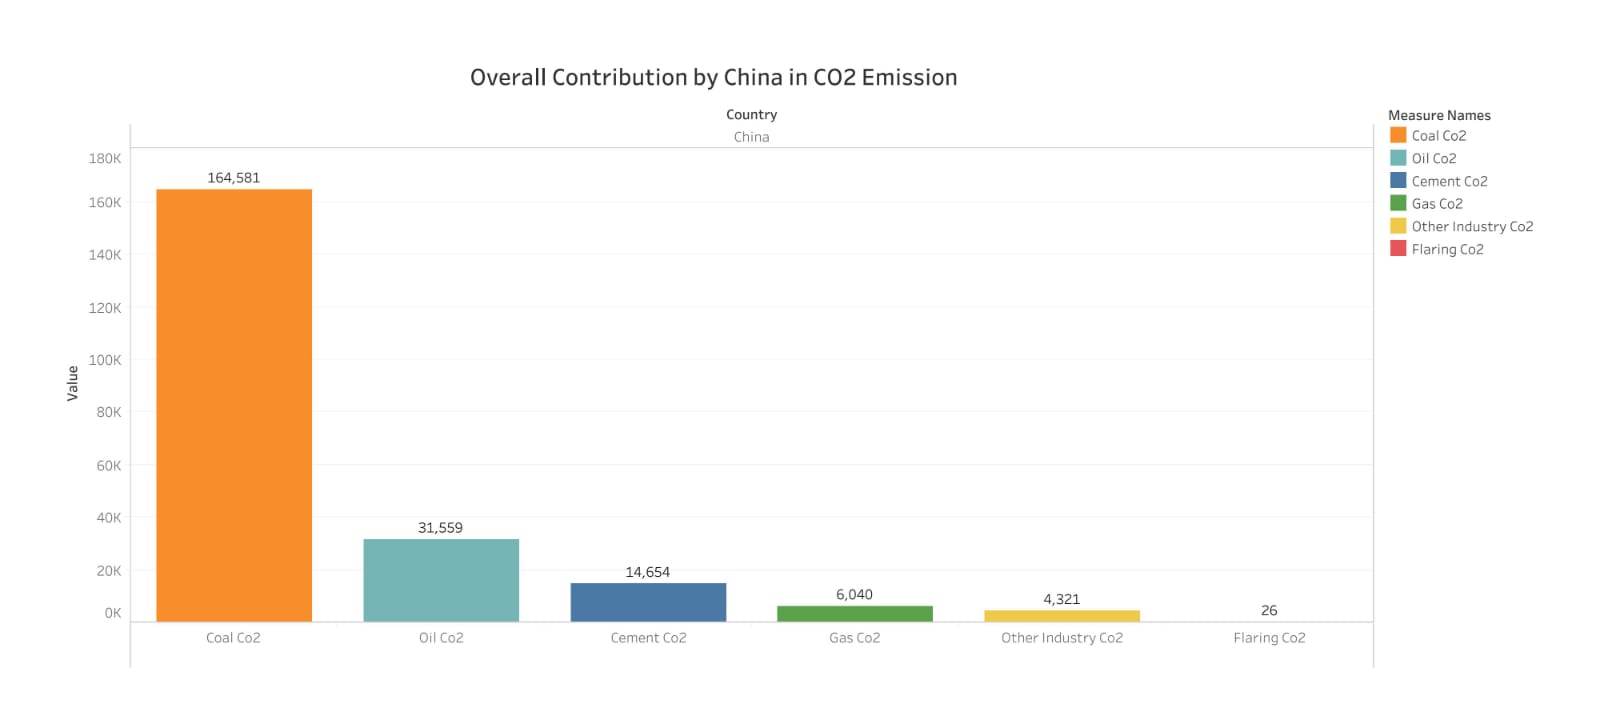 Overall Contribution by China in CO2 Emission
Country
China
Measure Names
Coal Co2
Oil Co2
Cement Co2
Gas Co2
Other Industry Co2
Flaring Co2
Value
180K
160K
140K
120K
100K
80K
60K
40K
20K
0K
164,581
31,559
14,654
6,040
4,321
26
Coal Co2
Oil Co2
Cement Co2
Gas Co2
Other Industry Co2
Flaring Co2